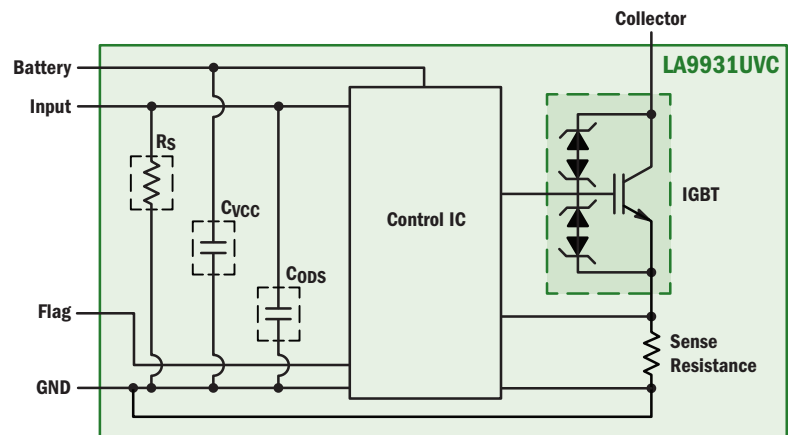 Collector
LA9931UVC
Battery
Input
RS
CVCC
CODS
Control IC
IGBT
Flag
GND
Sense
Resistance